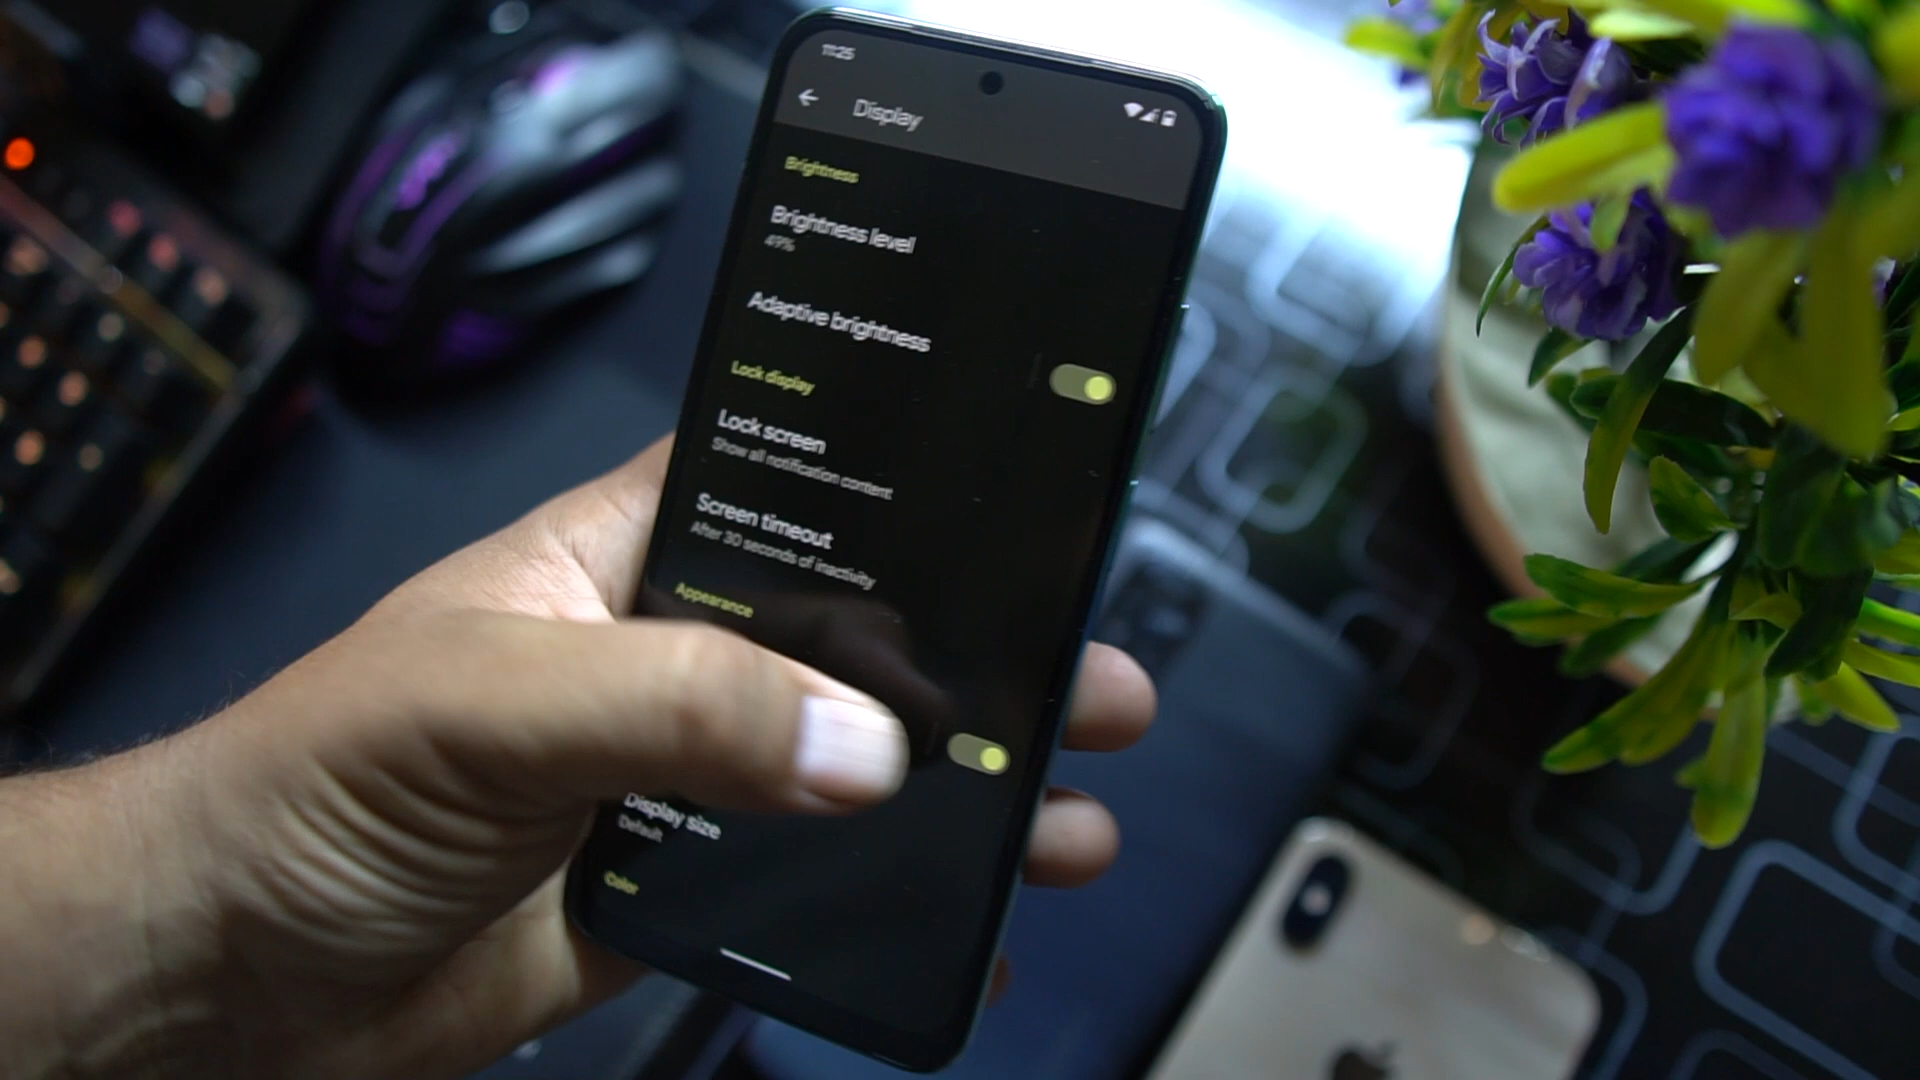 11:25
Display
Brightness
Brightness level
49%
Adaptive brightness
Lock display
Lock screen
Show all notification content
Screen timeout
After 30 seconds of inactivity
Appearance
Display size
Default
Color